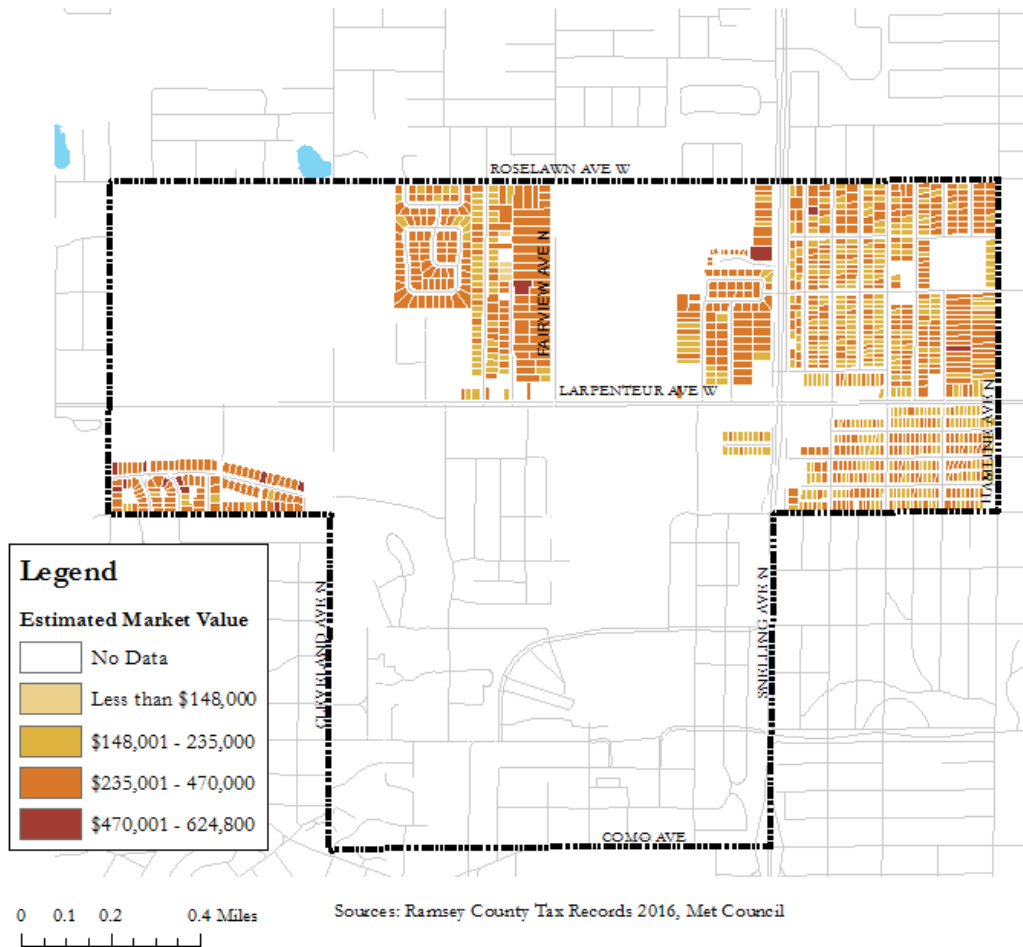 ROSELAWN AVE W
FAIRVIEW AVE N
LARPENTEUR AVE W
HAMLINE AVE N
Legend
Estimated Market Value
No Data
Less than $148,000
$148,001 - 235,000
$235,001 - 470,000
$470,001 - 624,800
CLEVELAND AVE N
SNELLING AVE N
COMO AVE
0 0.1 0.2 0.4 Miles
Sources: Ramsey County Tax Records 2016, Met Council